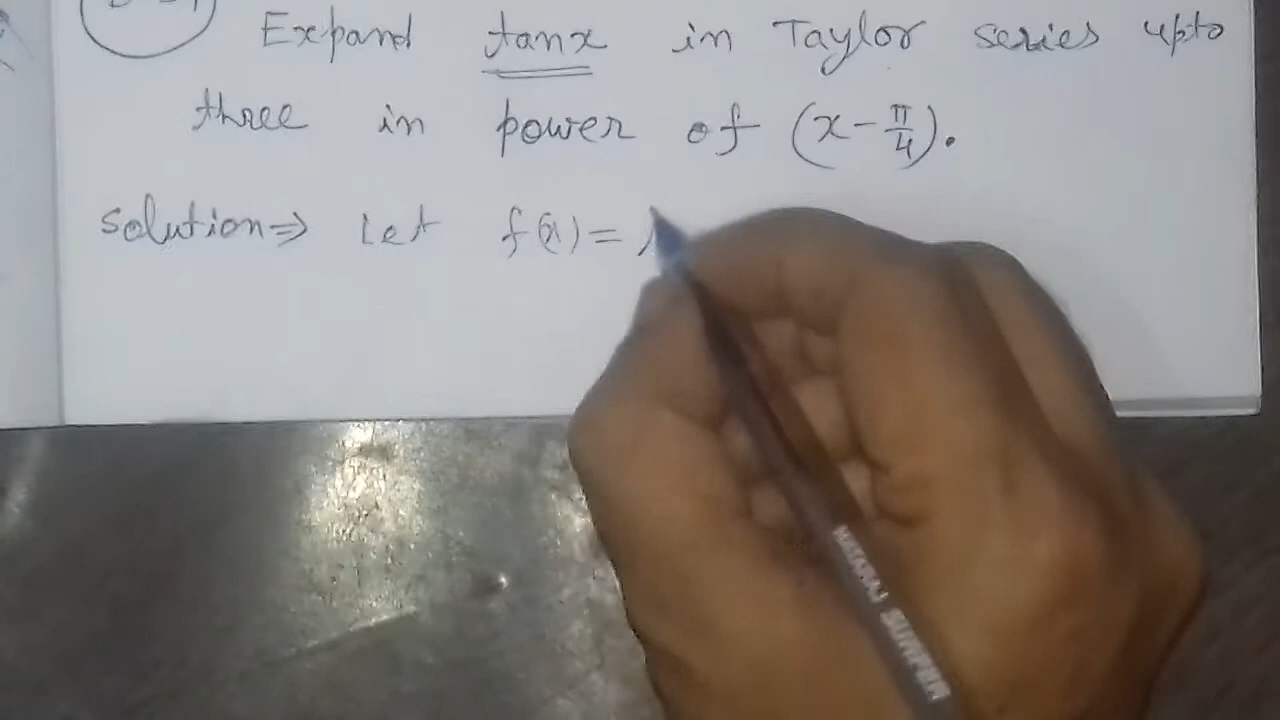 Expand tanx in Taylor series upto
three in power of (x-π/4).
Solution⇒ Let f(x)=